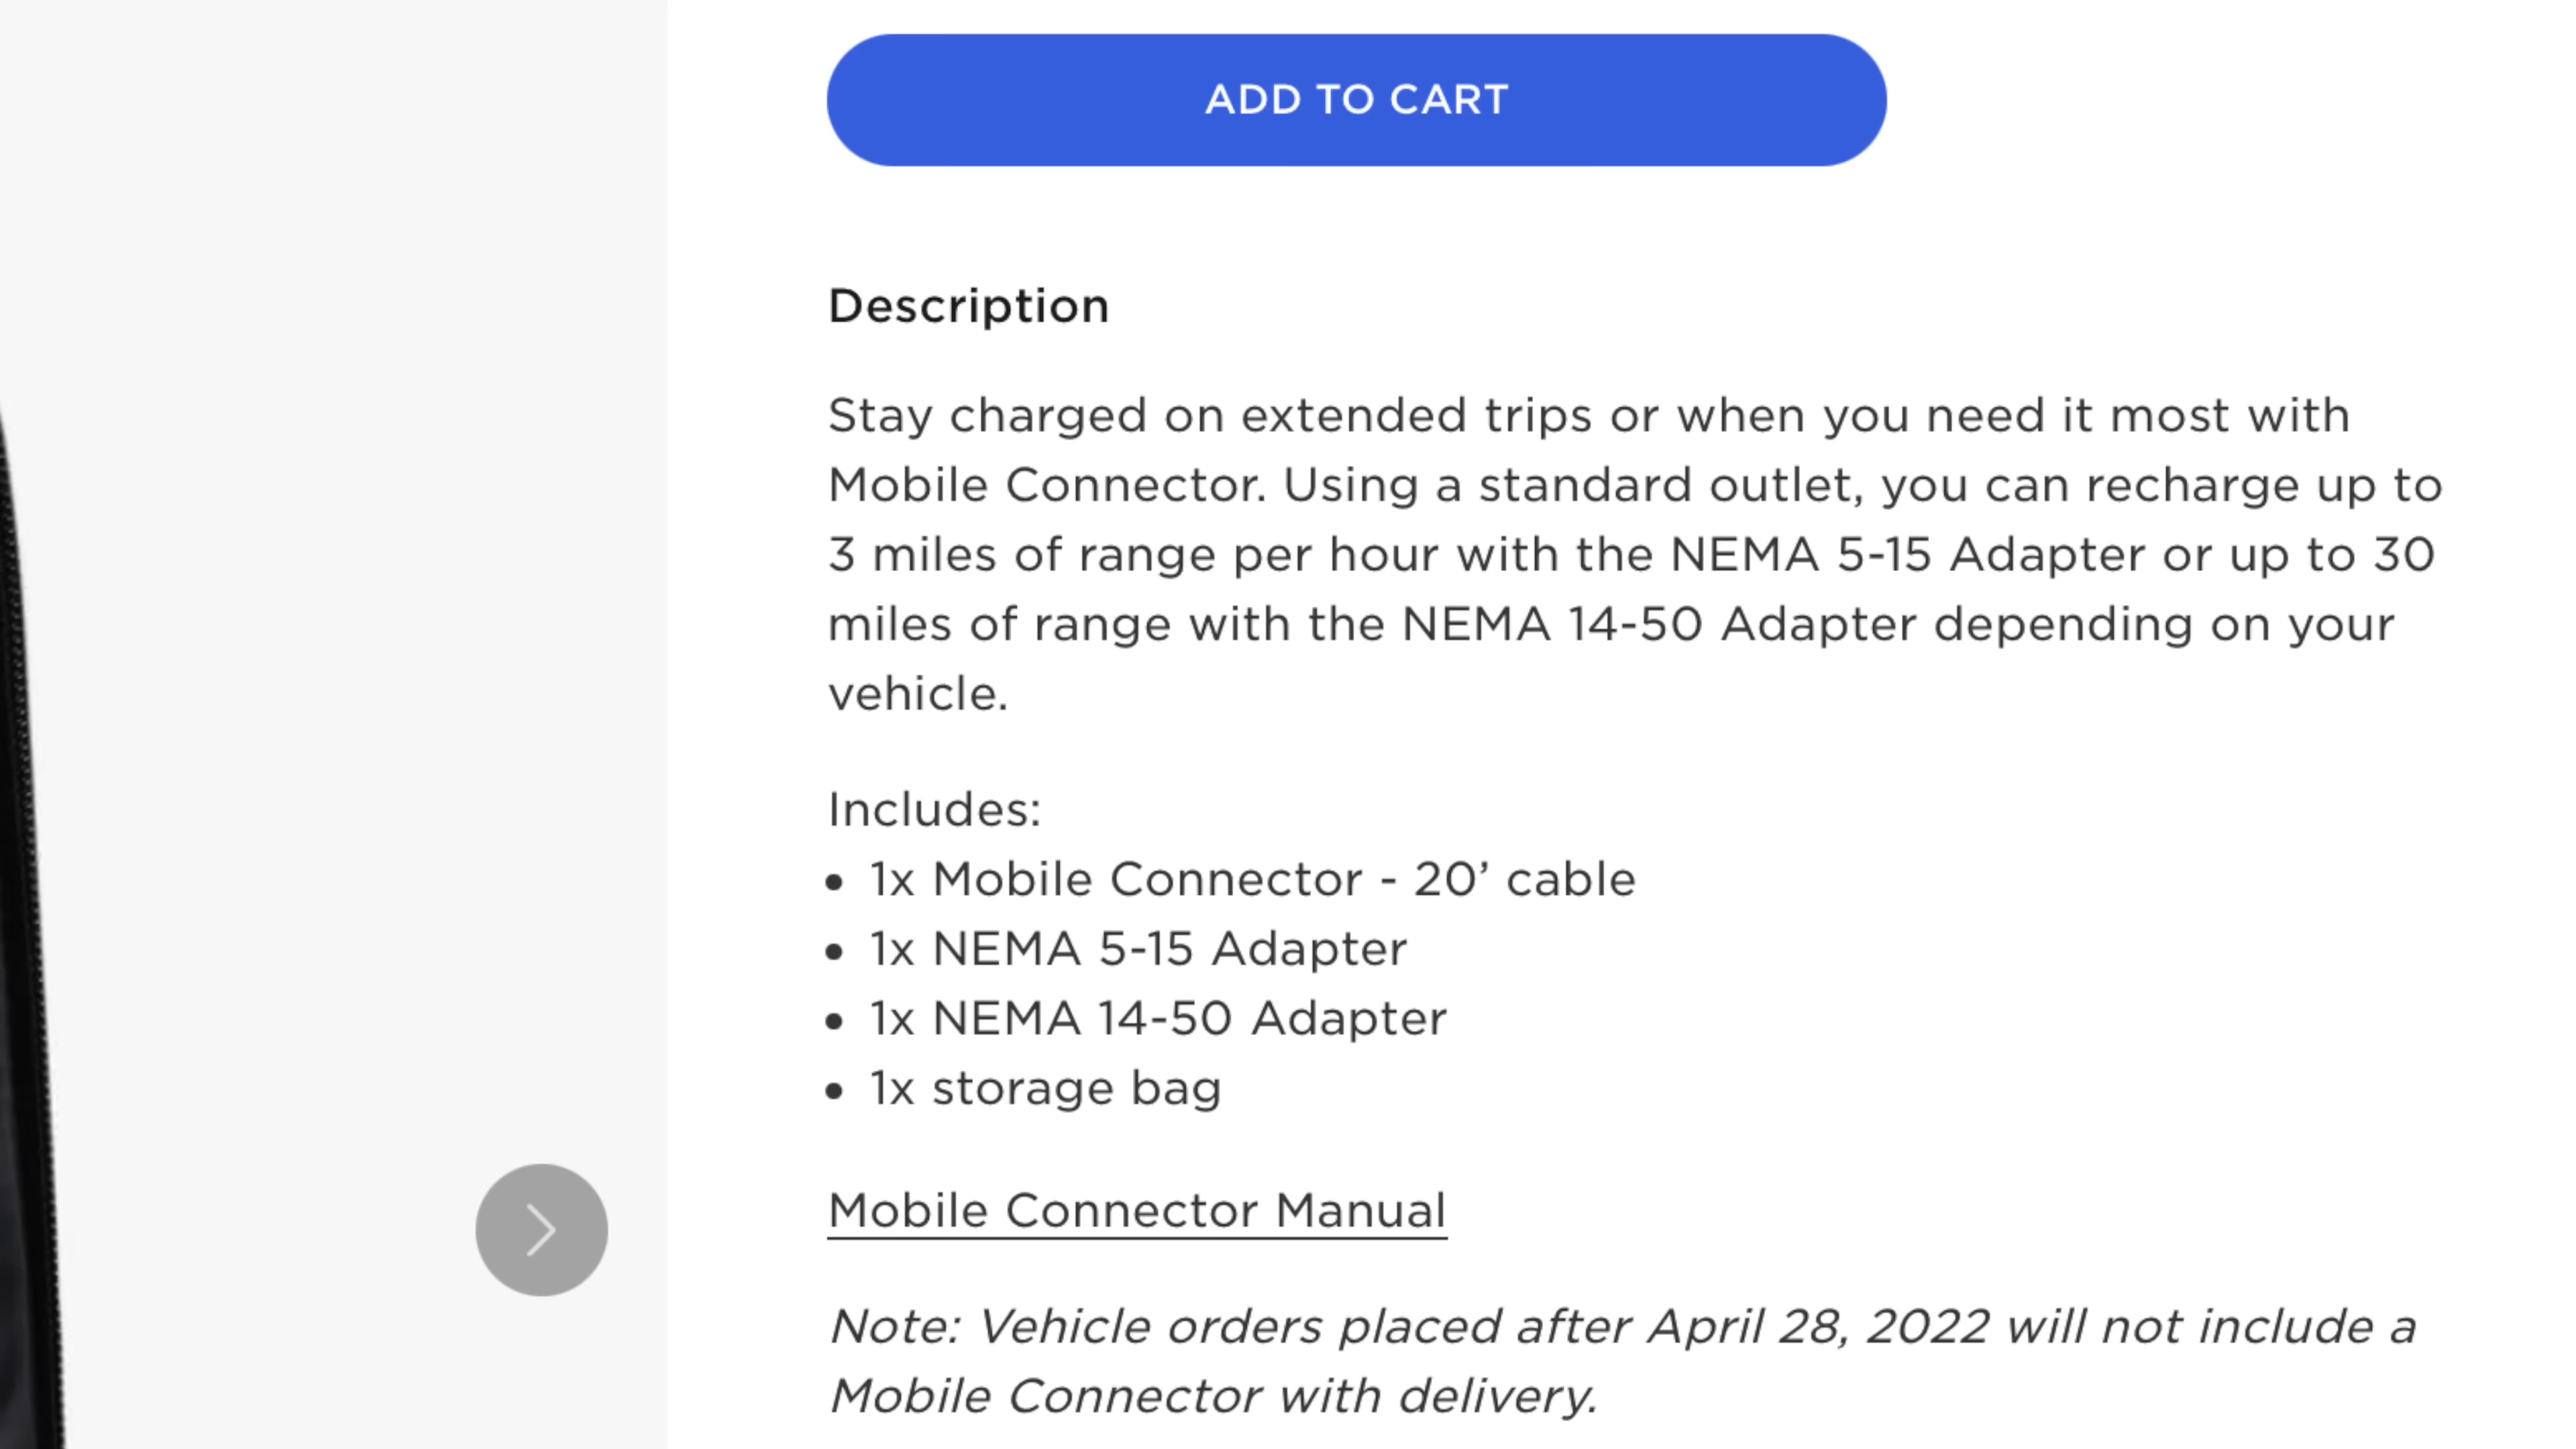 ADD TO CART
Description
Stay charged on extended trips or when you need it most with
Mobile Connector. Using a standard outlet, you can recharge up to
3 miles of range per hour with the NEMA 5-15 Adapter or up to 30
miles of range with the NEMA 14-50 Adapter depending on your
vehicle.
Includes:
• 1x Mobile Connector - 20’ cable
• 1x NEMA 5-15 Adapter
• 1x NEMA 14-50 Adapter
• 1x storage bag
Mobile Connector Manual
Note: Vehicle orders placed after April 28, 2022 will not include a
Mobile Connector with delivery.